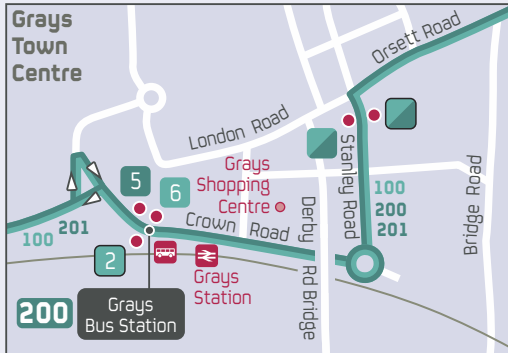 Grays
Town
Centre
Orsett Road
London Road
Stanley Road
Bridge Road
5
6
Grays
Shopping
Centre
100
200
201
201
100
Crown Road
Derby Rd Bridge
2
Grays
Station
200
Grays
Bus Station